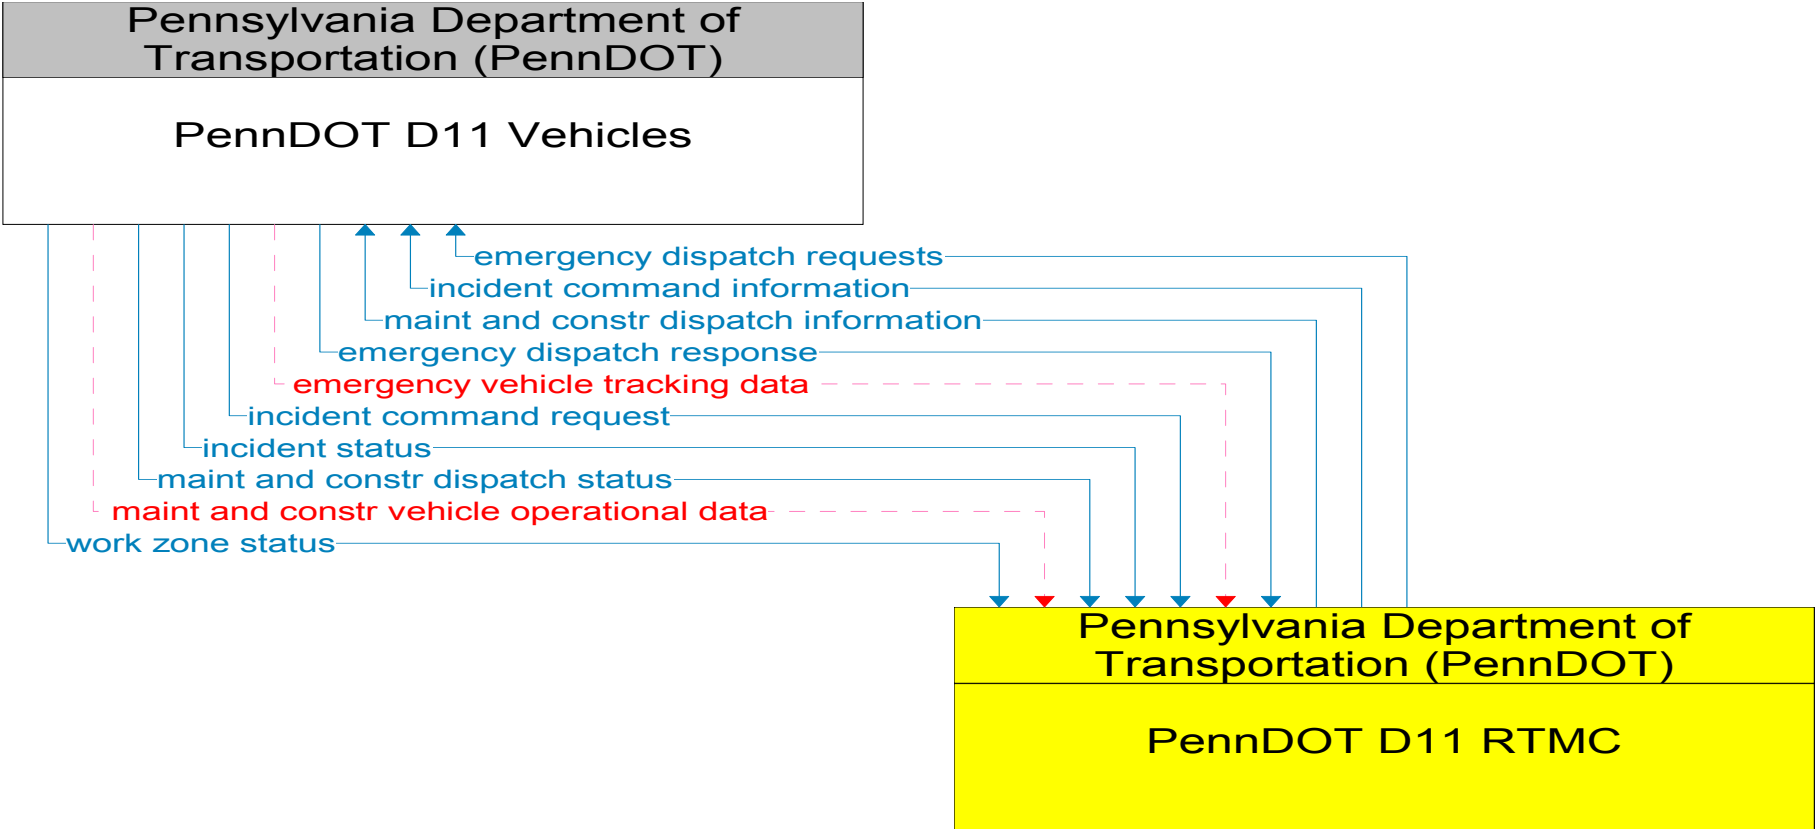 Pennsylvania Department of
Transportation (PennDOT)
PennDOT D11 Vehicles
emergency dispatch requests
incident command information
maint and constr dispatch information
emergency dispatch response
emergency vehicle tracking data
incident command request
incident status
maint and constr dispatch status
maint and constr vehicle operational data
work zone status
Pennsylvania Department of
Transportation (PennDOT)
PennDOT D11 RTMC